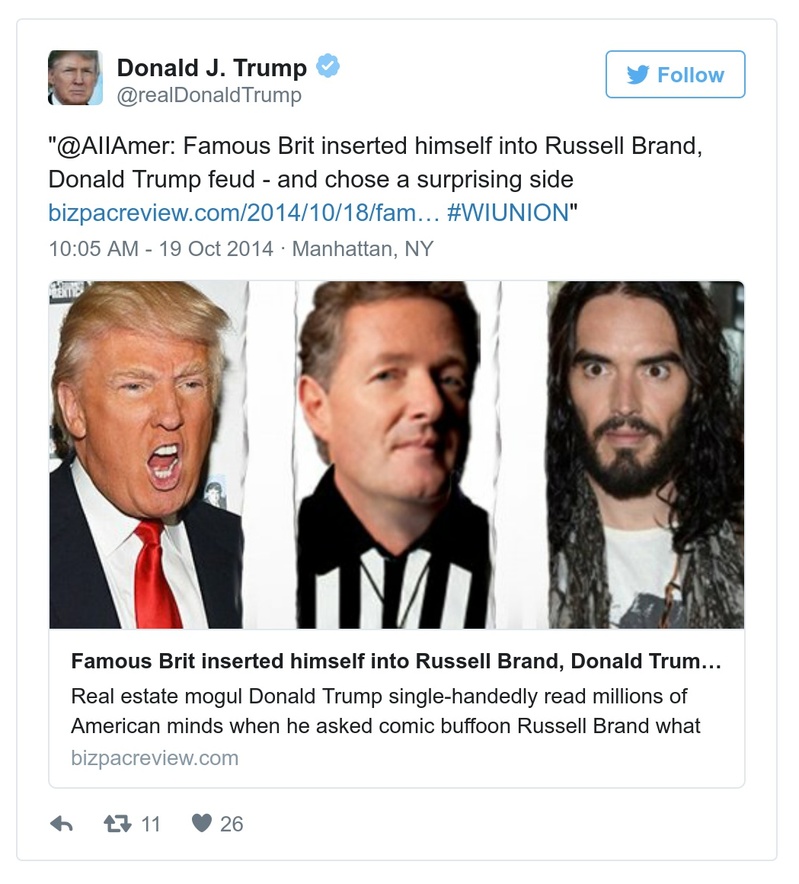 Donald J. Trump
@realDonaldTrump
Follow
"@AIIAmer: Famous Brit inserted himself into Russell Brand,
Donald Trump feud - and chose a surprising side
bizpacreview.com/2014/10/18/fam… #WIUNION"
10:05 AM - 19 Oct 2014 · Manhattan, NY
Famous Brit inserted himself into Russell Brand, Donald Trum…
Real estate mogul Donald Trump single-handedly read millions of
American minds when he asked comic buffoon Russell Brand what
bizpacreview.com
11
26